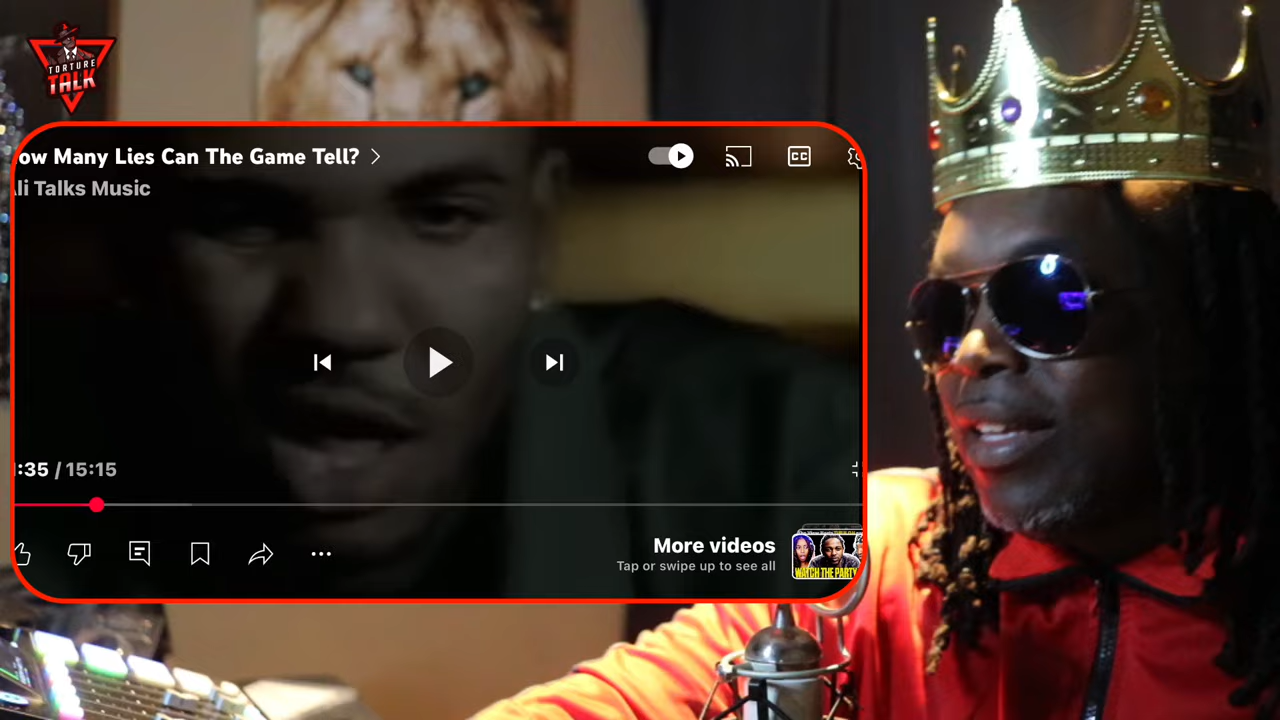 TORTURE
TALK
ow Many Lies Can The Game Tell?
li Talks Music
CC
:35 / 15:15
More videos
Tap or swipe up to see all
WATCH THE PARTY